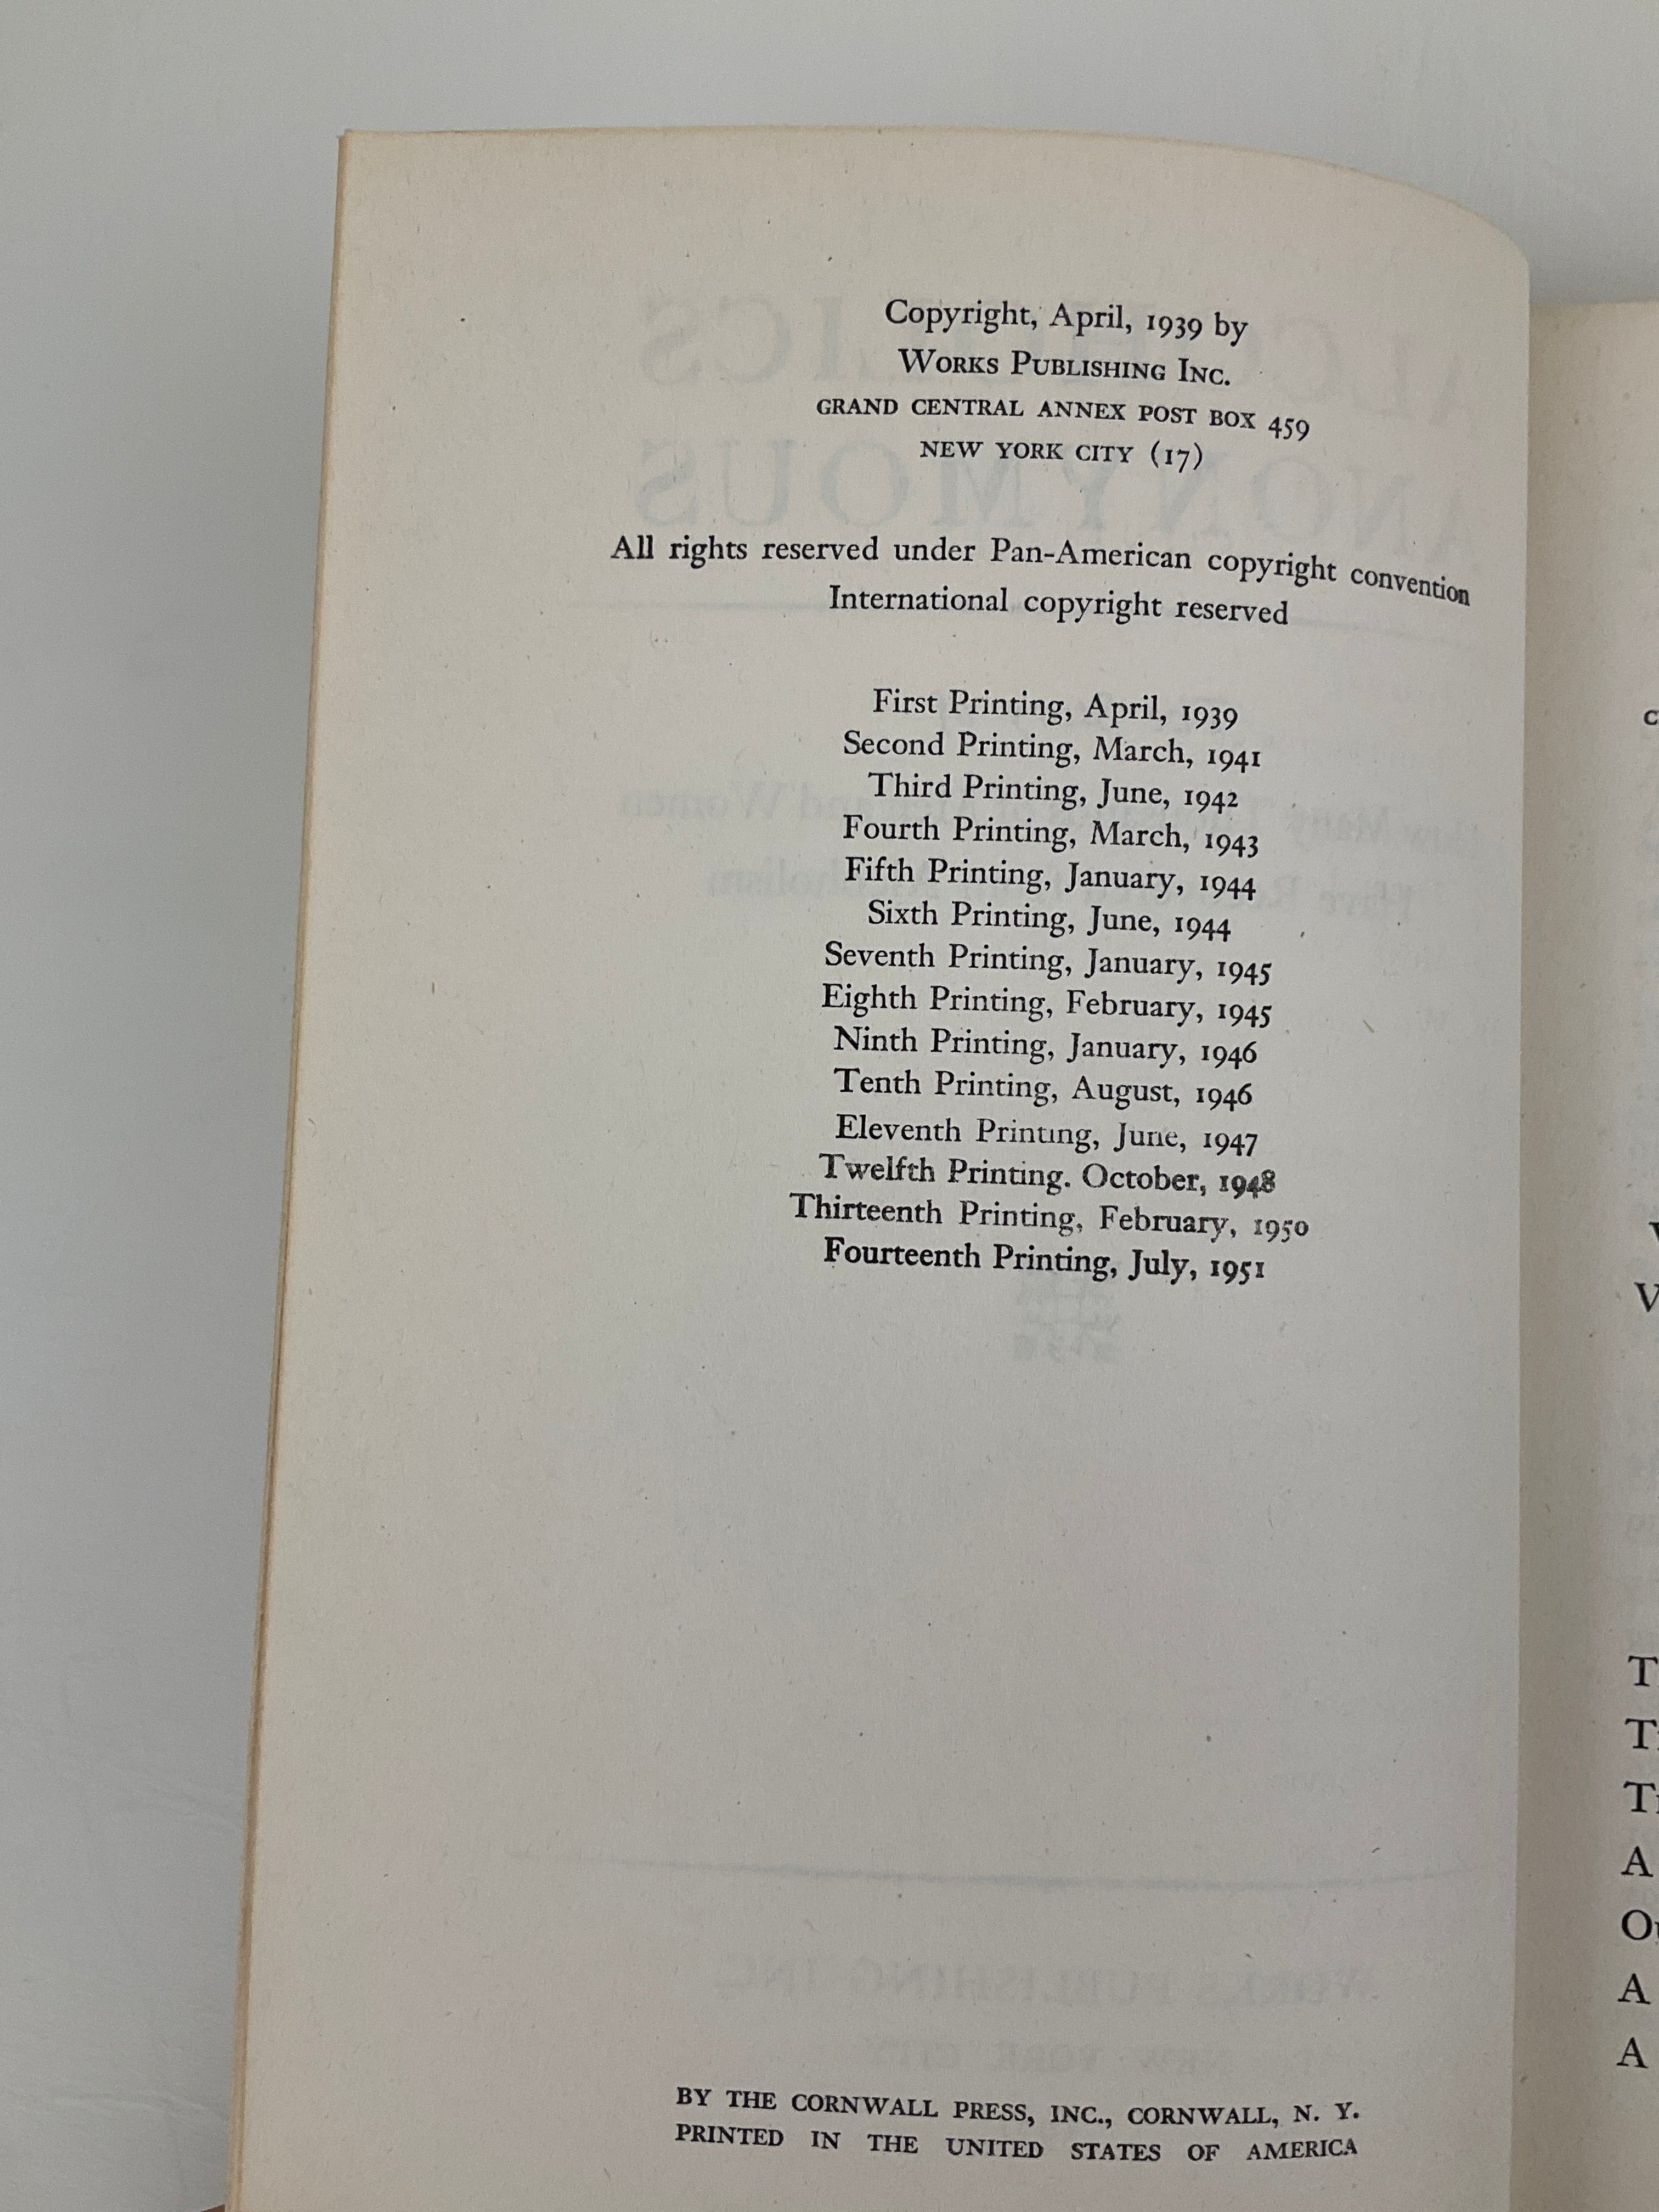 Copyright, April, 1939 by
WORKS PUBLISHING INC.
GRAND CENTRAL ANNEX POST BOX 459
NEW YORK CITY (17)
All rights reserved under Pan-American copyright convention
International copyright reserved
First Printing, April, 1939
Second Printing, March, 1941
Third Printing, June, 1942
Fourth Printing, March, 1943
Fifth Printing, January, 1944
Sixth Printing, June, 1944
Seventh Printing, January, 1945
Eighth Printing, February, 1945
Ninth Printing, January, 1946
Tenth Printing, August, 1946
Eleventh Printing, June, 1947
Twelfth Printing. October, 1948
Thirteenth Printing, February, 1950
Fourteenth Printing, July, 1951
BY THE CORNWALL PRESS, INC., CORNWALL, N. Y.
PRINTED IN THE UNITED STATES OF AMERICA
A
A
A